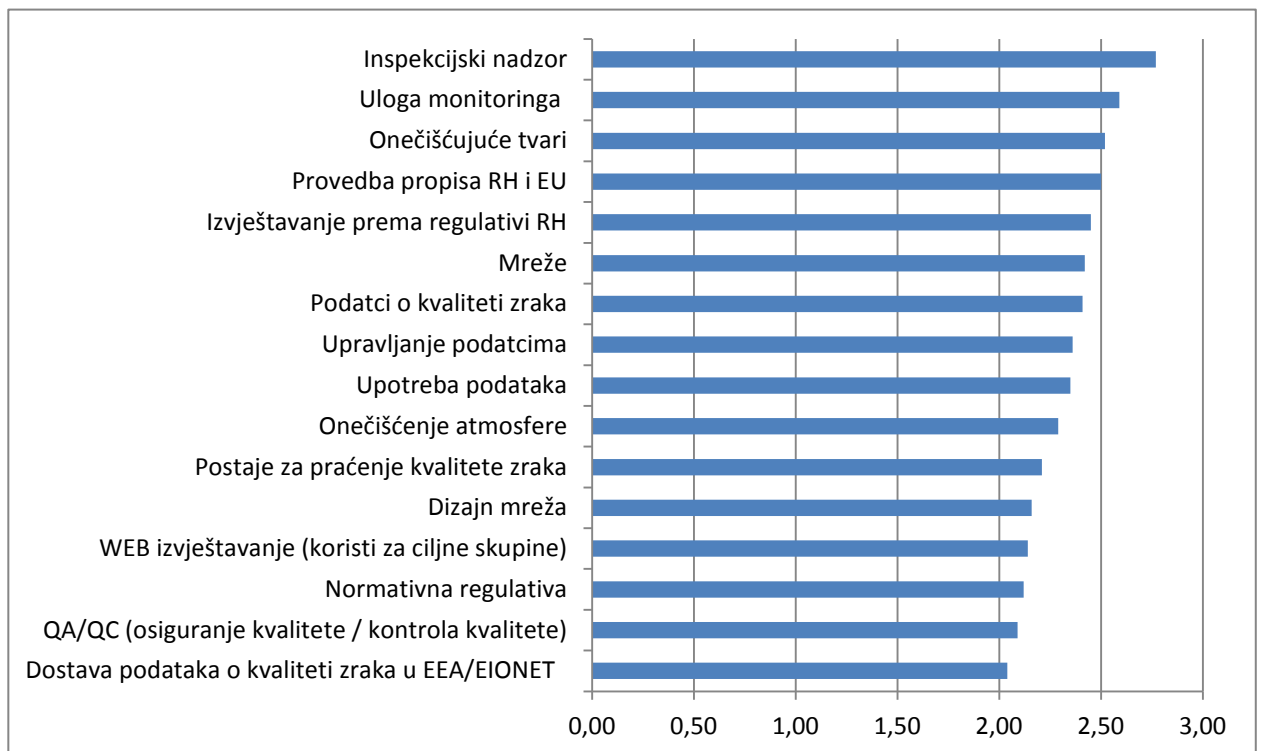 Inspekcijski nadzor
Uloga monitoringa
Onečišćujuće tvari
Provedba propisa RH i EU
Izvještavanje prema regulativi RH
Mreže
Podatci o kvaliteti zraka
Upravljanje podatcima
Upotreba podataka
Onečišćenje atmosfere
Postaje za praćenje kvalitete zraka
Dizajn mreža
WEB izvještavanje (koristi za ciljne skupine)
Normativna regulativa
QA/QC (osiguranje kvalitete / kontrola kvalitete)
Dostava podataka o kvaliteti zraka u EEA/EIONET
0,00 0,50 1,00 1,50 2,00 2,50 3,00